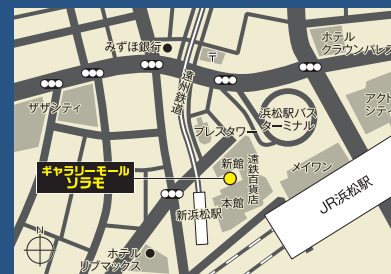 ホテル
クラウンパレス
みずほ銀行
〒
遠州鉄道
アクト
シティ
ザザシティ
浜松駅バス
ターミナル
プレスタワー
新館
遠鉄百貨店
メイワン
ギャラリーモール
ソラモ
本館
新浜松駅
JR浜松駅
N
ホテル
リブマックス